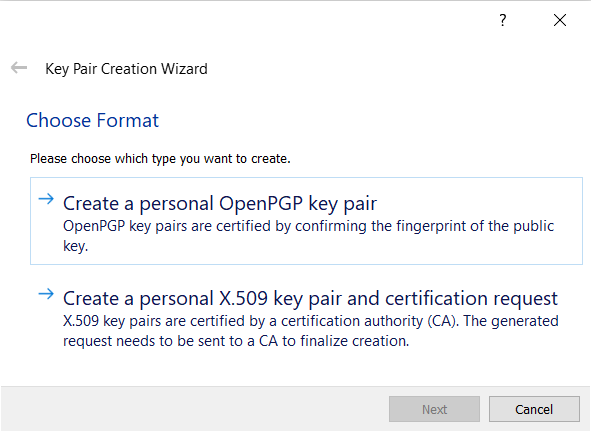 ?
Key Pair Creation Wizard
Choose Format
Please choose which type you want to create.
Create a personal OpenPGP key pair
OpenPGP key pairs are certified by confirming the fingerprint of the public
key.
Create a personal X.509 key pair and certification request
X.509 key pairs are certified by a certification authority (CA). The generated
request needs to be sent to a CA to finalize creation.
Next Cancel